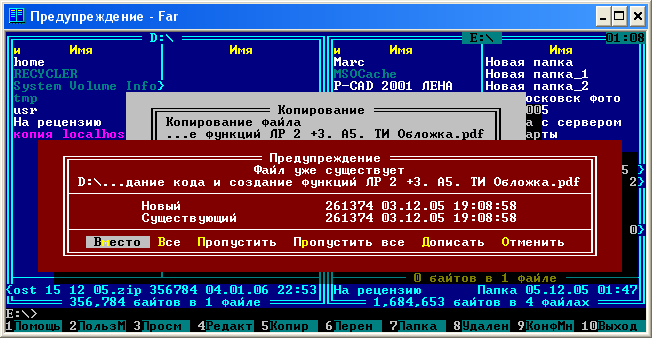 Предупреждение - Far
D:\
E:\
01:08
и Имя Имя
и Имя Имя
home
RECYCLER
System Volume Info}
tmp
usr
На рецензию
копия localhos
Marc
MSOCache
P-CAD 2001 ЛЕНА
Новая папка
Новая папка_1
Новая папка_2
осковск фото
005
а с сервером
арты
Копирование
Копирование файла
...е функций ЛР 2 +3. А5. ТИ Обложка.pdf
Предупреждение
Файл уже существует
D:\...дание кода и создание функций ЛР 2 +3. А5. ТИ Обложка.pdf
Новый 261374 03.12.05 19:08:58
Существующий 261374 03.12.05 19:08:58
Вместо Все Пропустить Пропустить все Дописать Отменить
5 }
2}
0}
0 байтов в 1 файле
{ost 15 12 05.zip 356784 04.01.06 22:53
На рецензию Папка 05.12.05 01:47
356,784 байтов в 1 файле
1,684,653 байтов в 4 файлах
E:\>
1Помощь 2ПользМ 3Просм 4Редакт 5Копир 6Перен 7Папка 8Удален 9КонфМн 10Выход